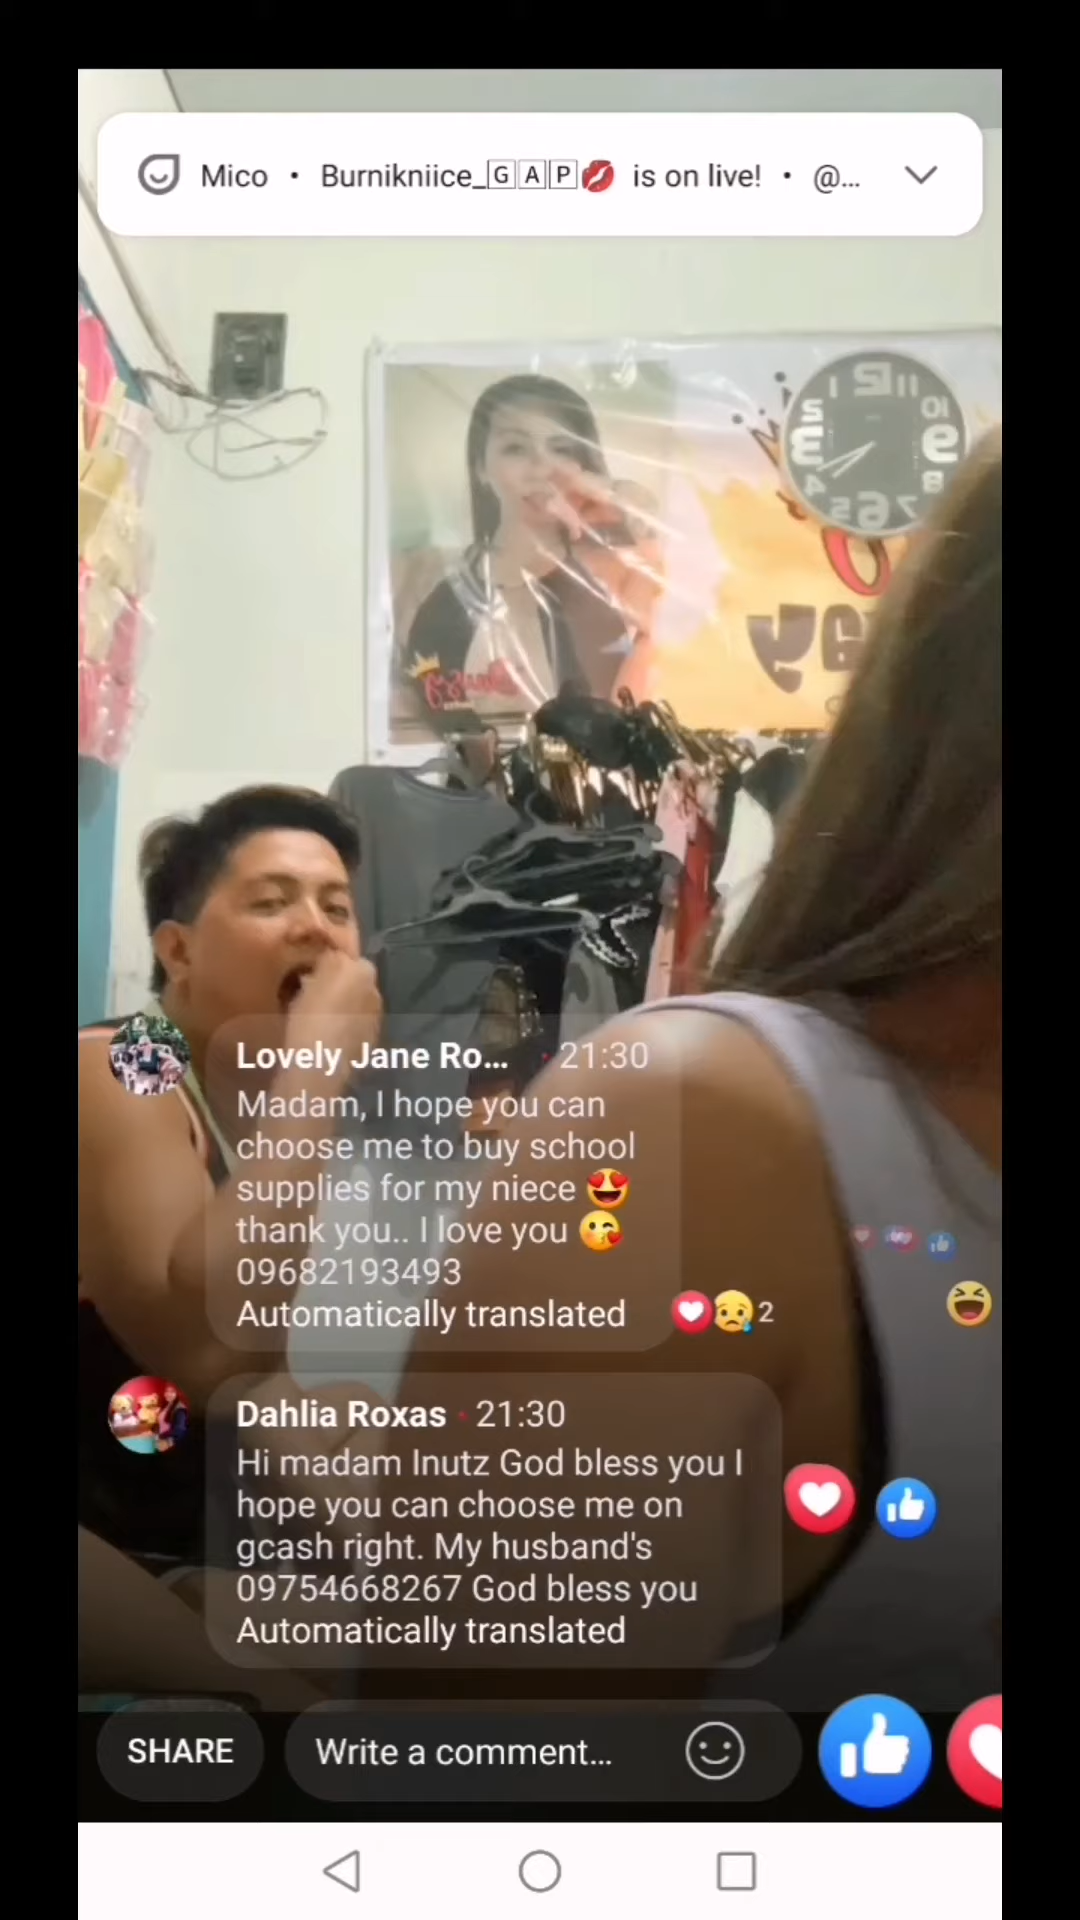 Mico • Burnikniice_🄶🄰🄿💋 is on live! • @...
Lovely Jane Ro... • 21:30
Madam, I hope you can
choose me to buy school
supplies for my niece 😍
thank you.. I love you 😘
09682193493
Automatically translated
2
Dahlia Roxas • 21:30
Hi madam Inutz God bless you I
hope you can choose me on
gcash right. My husband's
09754668267 God bless you
Automatically translated
SHARE
Write a comment...